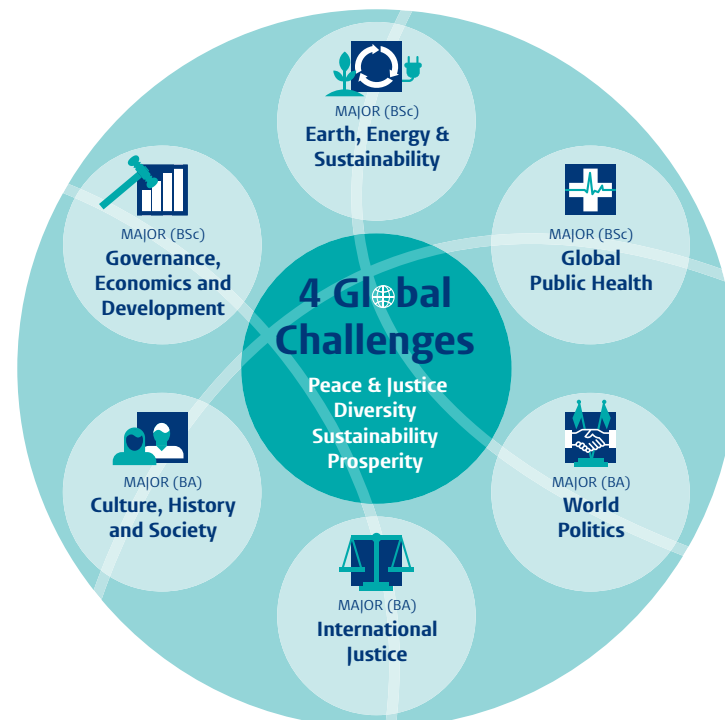 MAJOR (BSc)
Earth, Energy &
Sustainability
MAJOR (BSc)
Governance,
Economics and
Development
MAJOR (BSc)
Global
Public Health
4 Global
Challenges
Peace & Justice
Diversity
Sustainability
Prosperity
MAJOR (BA)
Culture, History
and Society
MAJOR (BA)
World
Politics
MAJOR (BA)
International
Justice